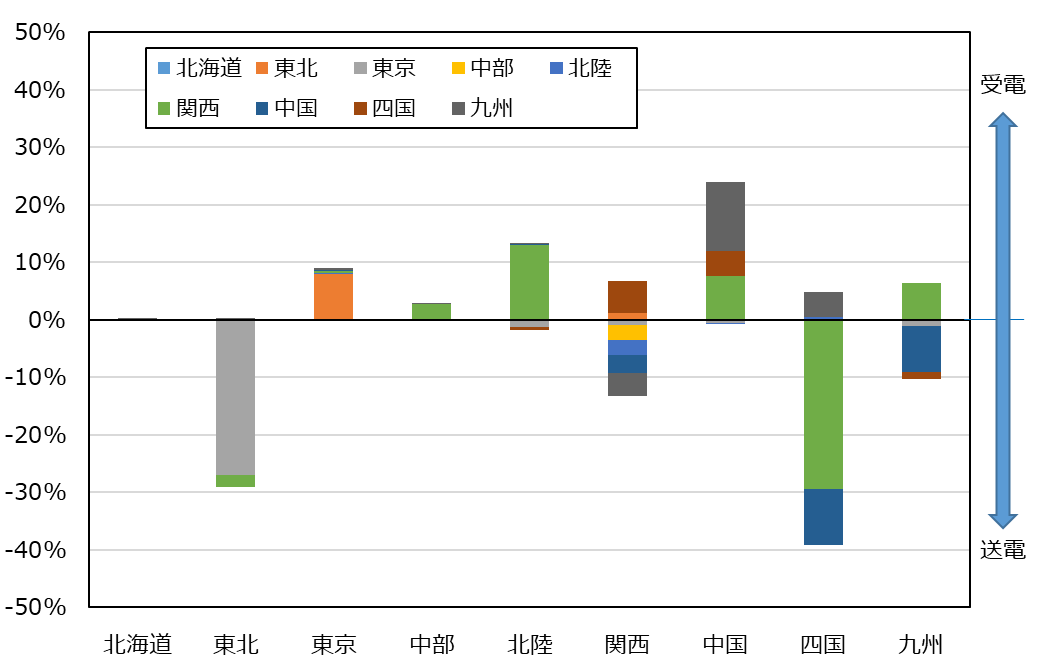 50%
40%
30%
20%
10%
0%
-10%
-20%
-30%
-40%
-50%
北海道 東北 東京 中部 北陸
関西 中国 四国 九州
受電
送電
北海道 東北 東京 中部 北陸 関西 中国 四国 九州